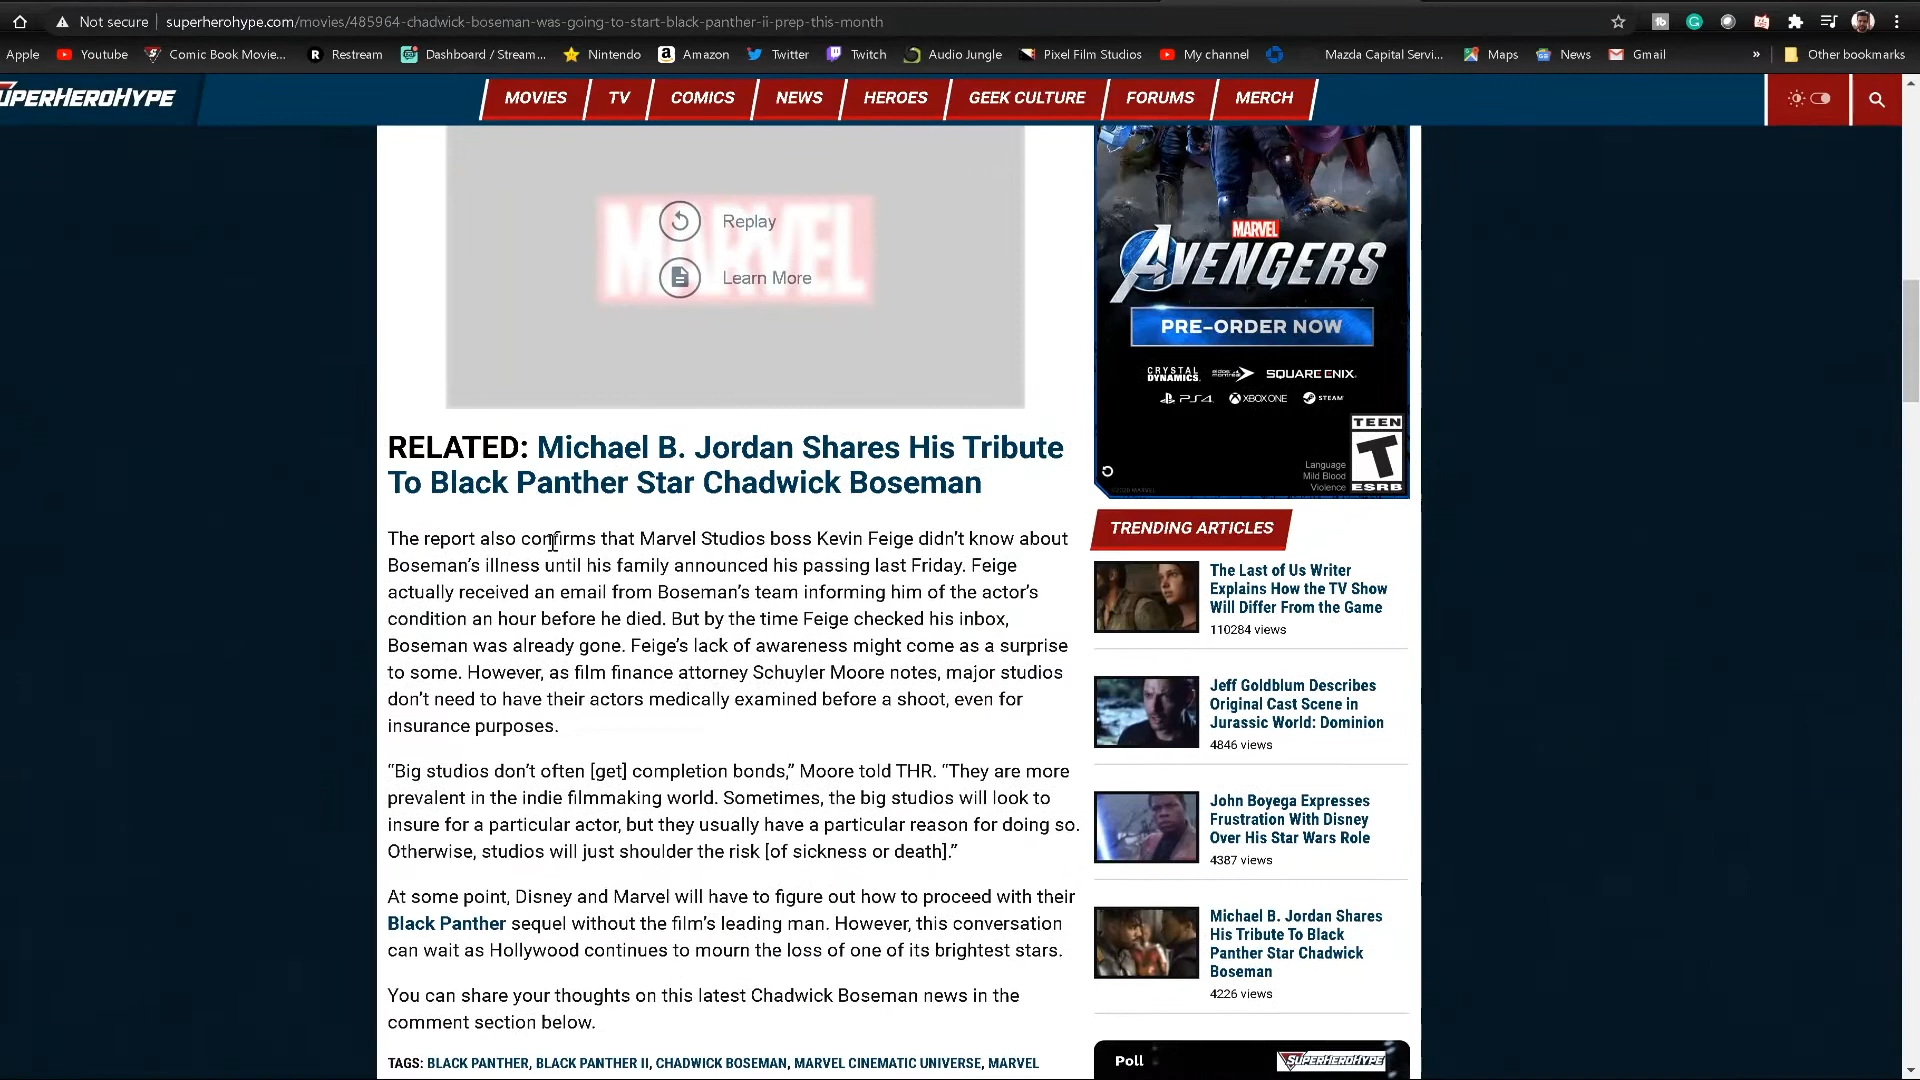 Not secure superherohype.com/movies/485964-chadwick-boseman-was-going-to-start-black-panther-ii-prep-this-month
Apple Youtube Comic Book Movie... Restream Dashboard / Stream... Nintendo Amazon Twitter Twitch Audio Jungle Pixel Film Studios My channel Mazda Capital Servi... Maps News Gmail » Other bookmarks
SUPERHEROHYPE MOVIES TV COMICS NEWS HEROES GEEK CULTURE FORUMS MERCH
MARVEL
Replay
Learn More
RELATED: Michael B. Jordan Shares His Tribute
To Black Panther Star Chadwick Boseman
The report also confirms that Marvel Studios boss Kevin Feige didn’t know about
Boseman’s illness until his family announced his passing last Friday. Feige
actually received an email from Boseman’s team informing him of the actor’s
condition an hour before he died. But by the time Feige checked his inbox,
Boseman was already gone. Feige’s lack of awareness might come as a surprise
to some. However, as film finance attorney Schuyler Moore notes, major studios
don’t need to have their actors medically examined before a shoot, even for
insurance purposes.
“Big studios don’t often [get] completion bonds,” Moore told THR. “They are more
prevalent in the indie filmmaking world. Sometimes, the big studios will look to
insure for a particular actor, but they usually have a particular reason for doing so.
Otherwise, studios will just shoulder the risk [of sickness or death].”
At some point, Disney and Marvel will have to figure out how to proceed with their
Black Panther sequel without the film’s leading man. However, this conversation
can wait as Hollywood continues to mourn the loss of one of its brightest stars.
You can share your thoughts on this latest Chadwick Boseman news in the
comment section below.
TAGS: BLACK PANTHER, BLACK PANTHER II, CHADWICK BOSEMAN, MARVEL CINEMATIC UNIVERSE, MARVEL
MARVEL
AVENGERS
PRE-ORDER NOW
CRYSTAL DYNAMICS. SQUARE ENIX.
PS4 XBOX ONE STEAM
TEEN
T
Language
Mild Blood
Violence
ESRB
TRENDING ARTICLES
The Last of Us Writer
Explains How the TV Show
Will Differ From the Game
110284 views
Jeff Goldblum Describes
Original Cast Scene in
Jurassic World: Dominion
4846 views
John Boyega Expresses
Frustration With Disney
Over His Star Wars Role
4387 views
Michael B. Jordan Shares
His Tribute To Black
Panther Star Chadwick
Boseman
4226 views
Poll SUPERHEROHYPE